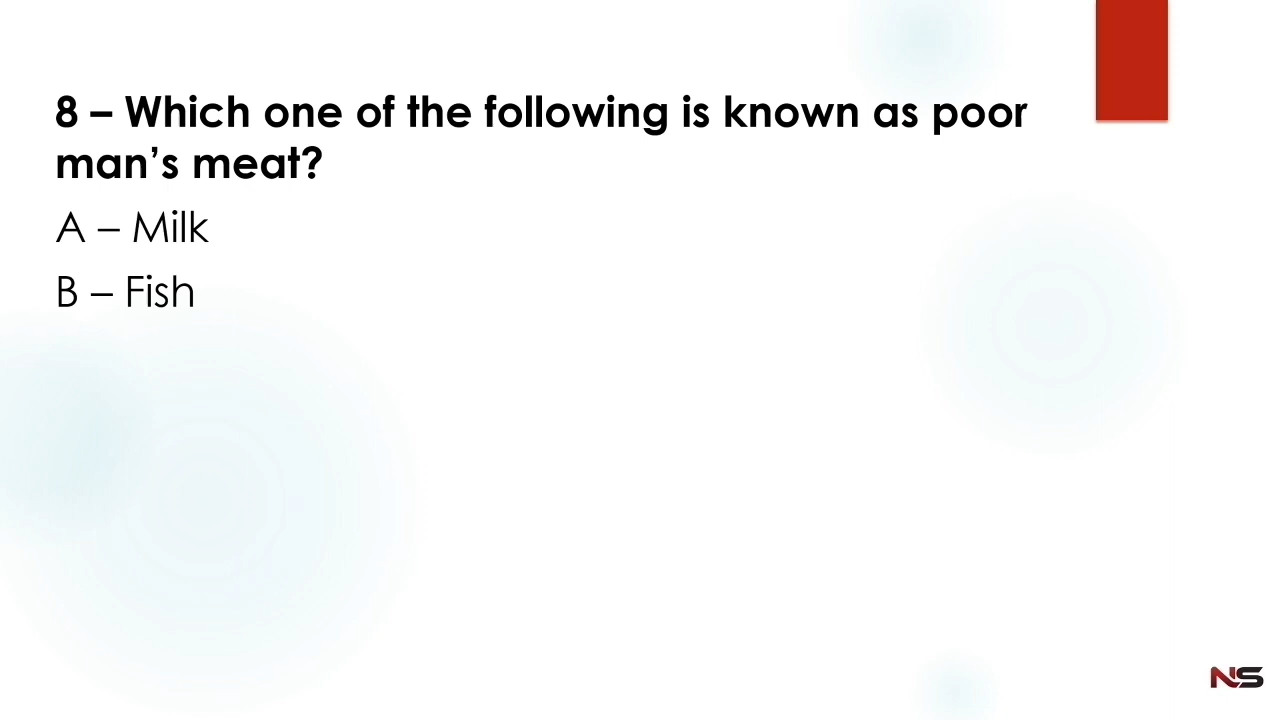 8 – Which one of the following is known as poor
man’s meat?
A – Milk
B – Fish
NS